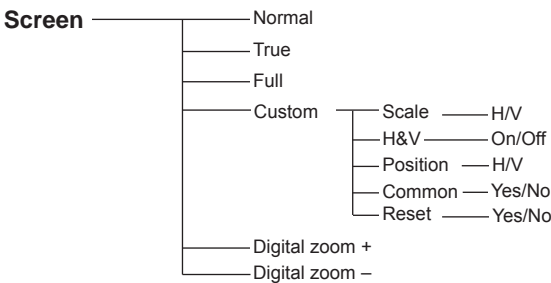 Screen Normal
True
Full
Custom Scale H/V
H&V On/Off
Position H/V
Common Yes/No
Reset Yes/No
Digital zoom +
Digital zoom –